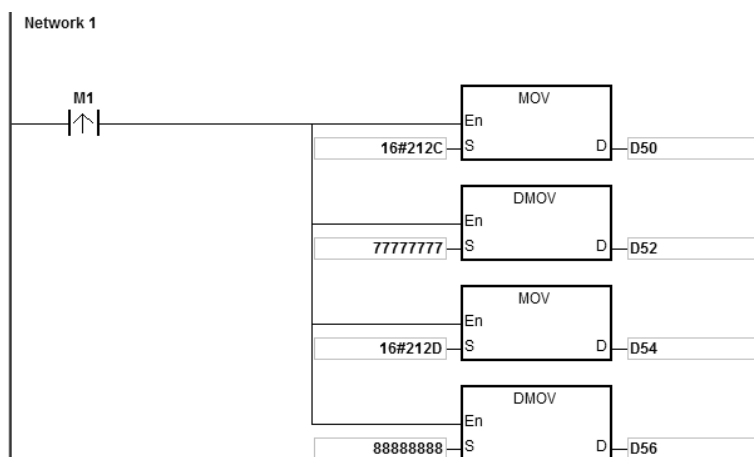 Network 1
M1
MOV
En
16#212C S D D50
DMOV
En
77777777 S D D52
MOV
En
16#212D S D D54
DMOV
En
88888888 S D D56